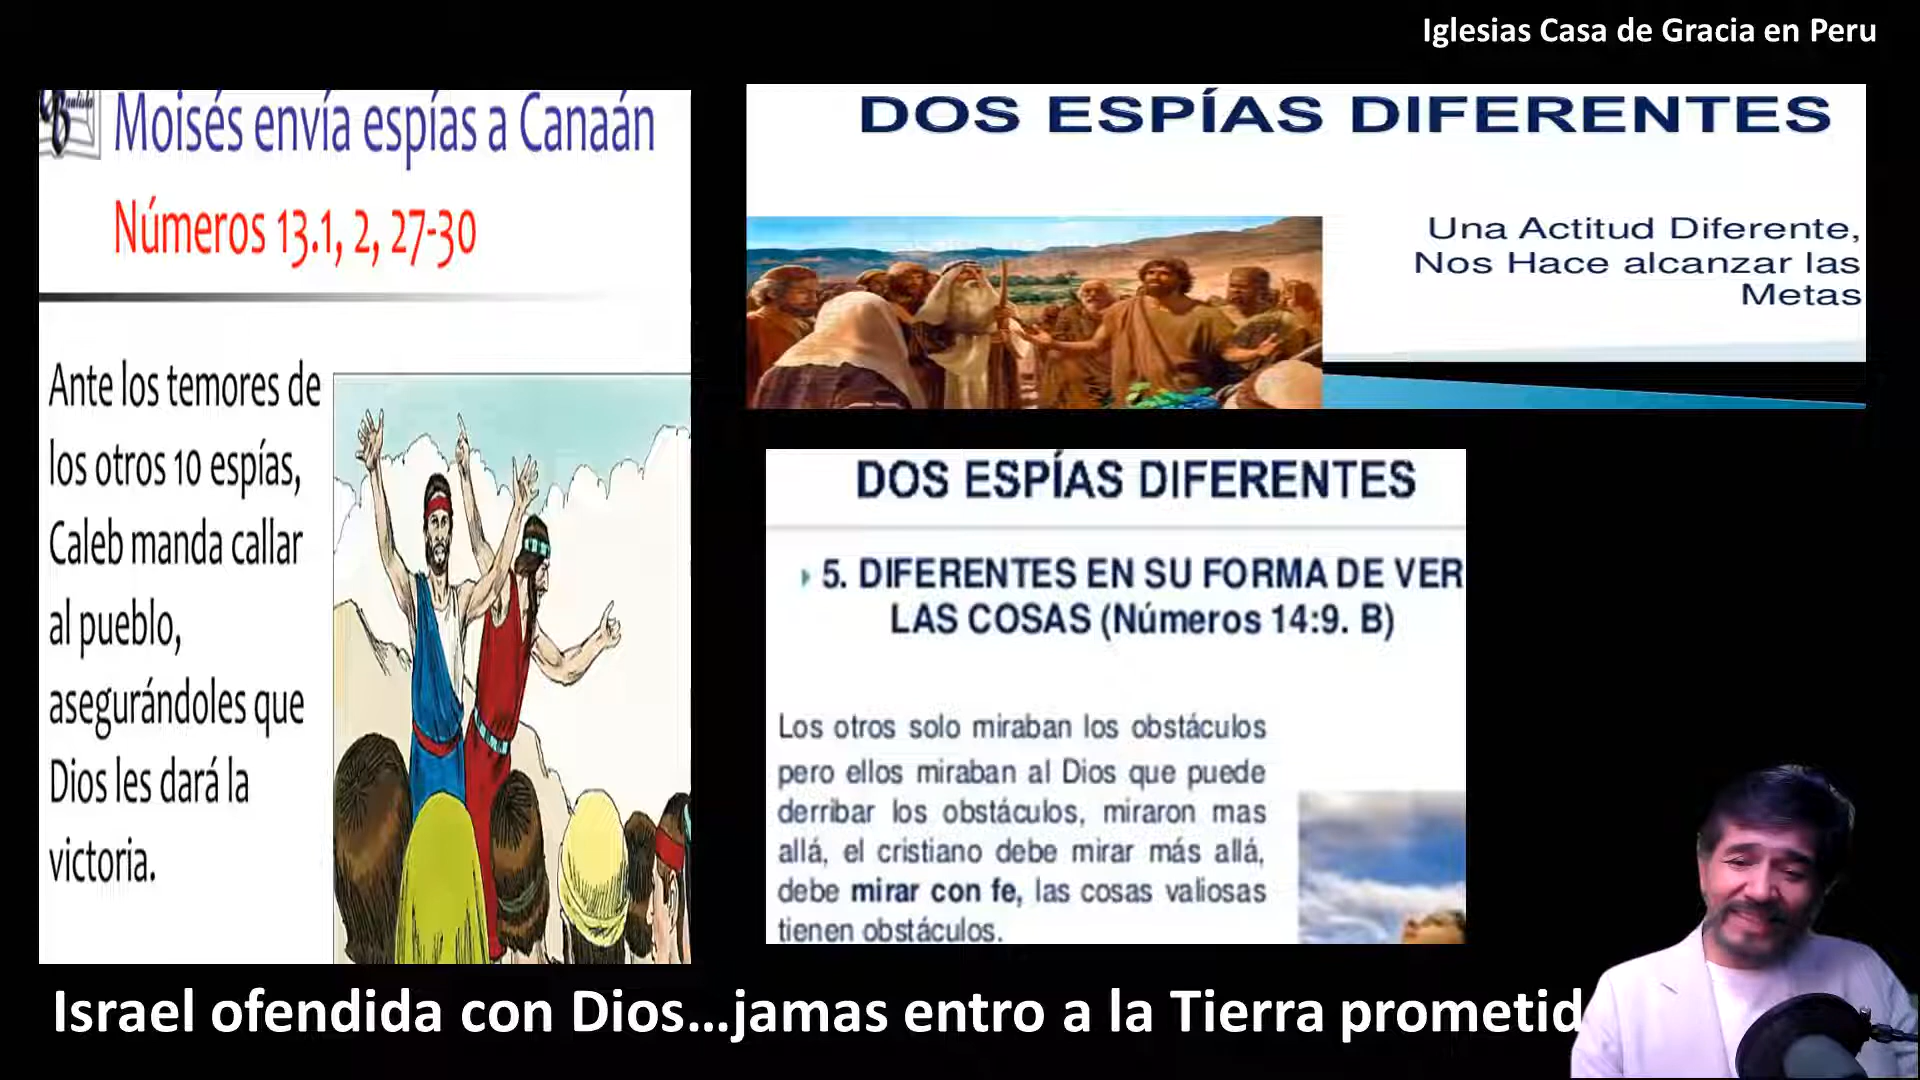 Iglesias Casa de Gracia en Peru
Moisés envía espías a Canaán
Números 13.1, 2, 27-30
Ante los temores de
los otros 10 espías,
Caleb manda callar
al pueblo,
asegurándoles que
Dios les dará la
victoria.
DOS ESPÍAS DIFERENTES
Una Actitud Diferente,
Nos Hace alcanzar las
Metas
DOS ESPÍAS DIFERENTES
5. DIFERENTES EN SU FORMA DE VER
LAS COSAS (Números 14:9. B)
Los otros solo miraban los obstáculos
pero ellos miraban al Dios que puede
derribar los obstáculos, miraron mas
allá, el cristiano debe mirar más allá,
debe mirar con fe, las cosas valiosas
tienen obstáculos.
Israel ofendida con Dios...jamas entro a la Tierra prometid